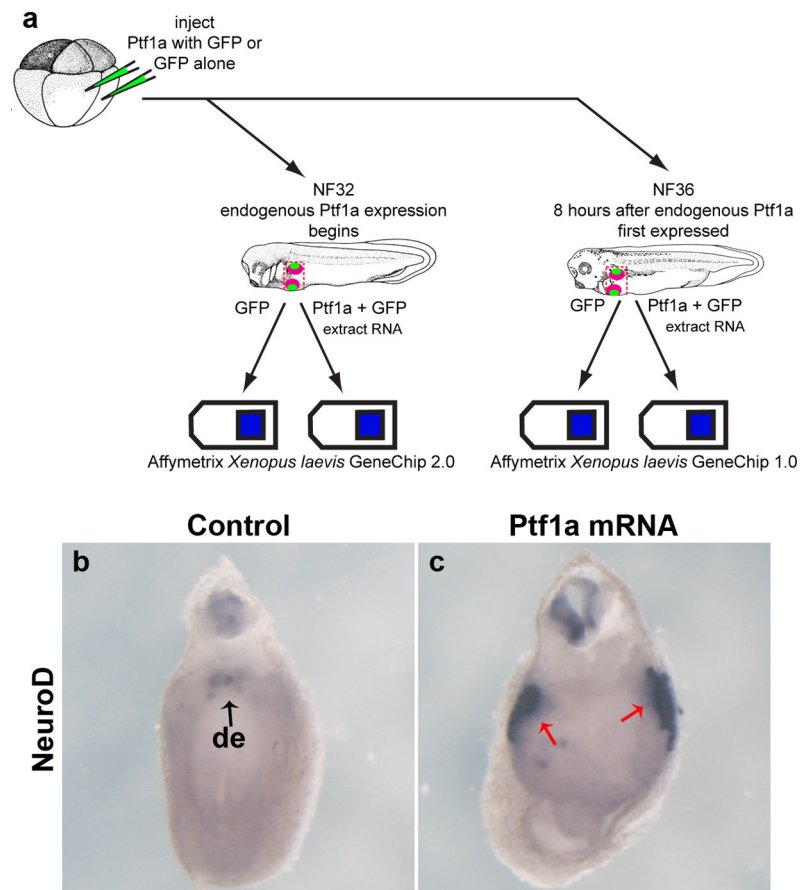 a
inject
Ptf1a with GFP or
GFP alone
NF32
endogenous Ptf1a expression
begins
GFP
Ptf1a + GFP
extract RNA
Affymetrix Xenopus laevis GeneChip 2.0
NF36
8 hours after endogenous Ptf1a
first expressed
GFP
Ptf1a + GFP
extract RNA
Affymetrix Xenopus laevis GeneChip 1.0
Control
Ptf1a mRNA
NeuroD
b
de
c